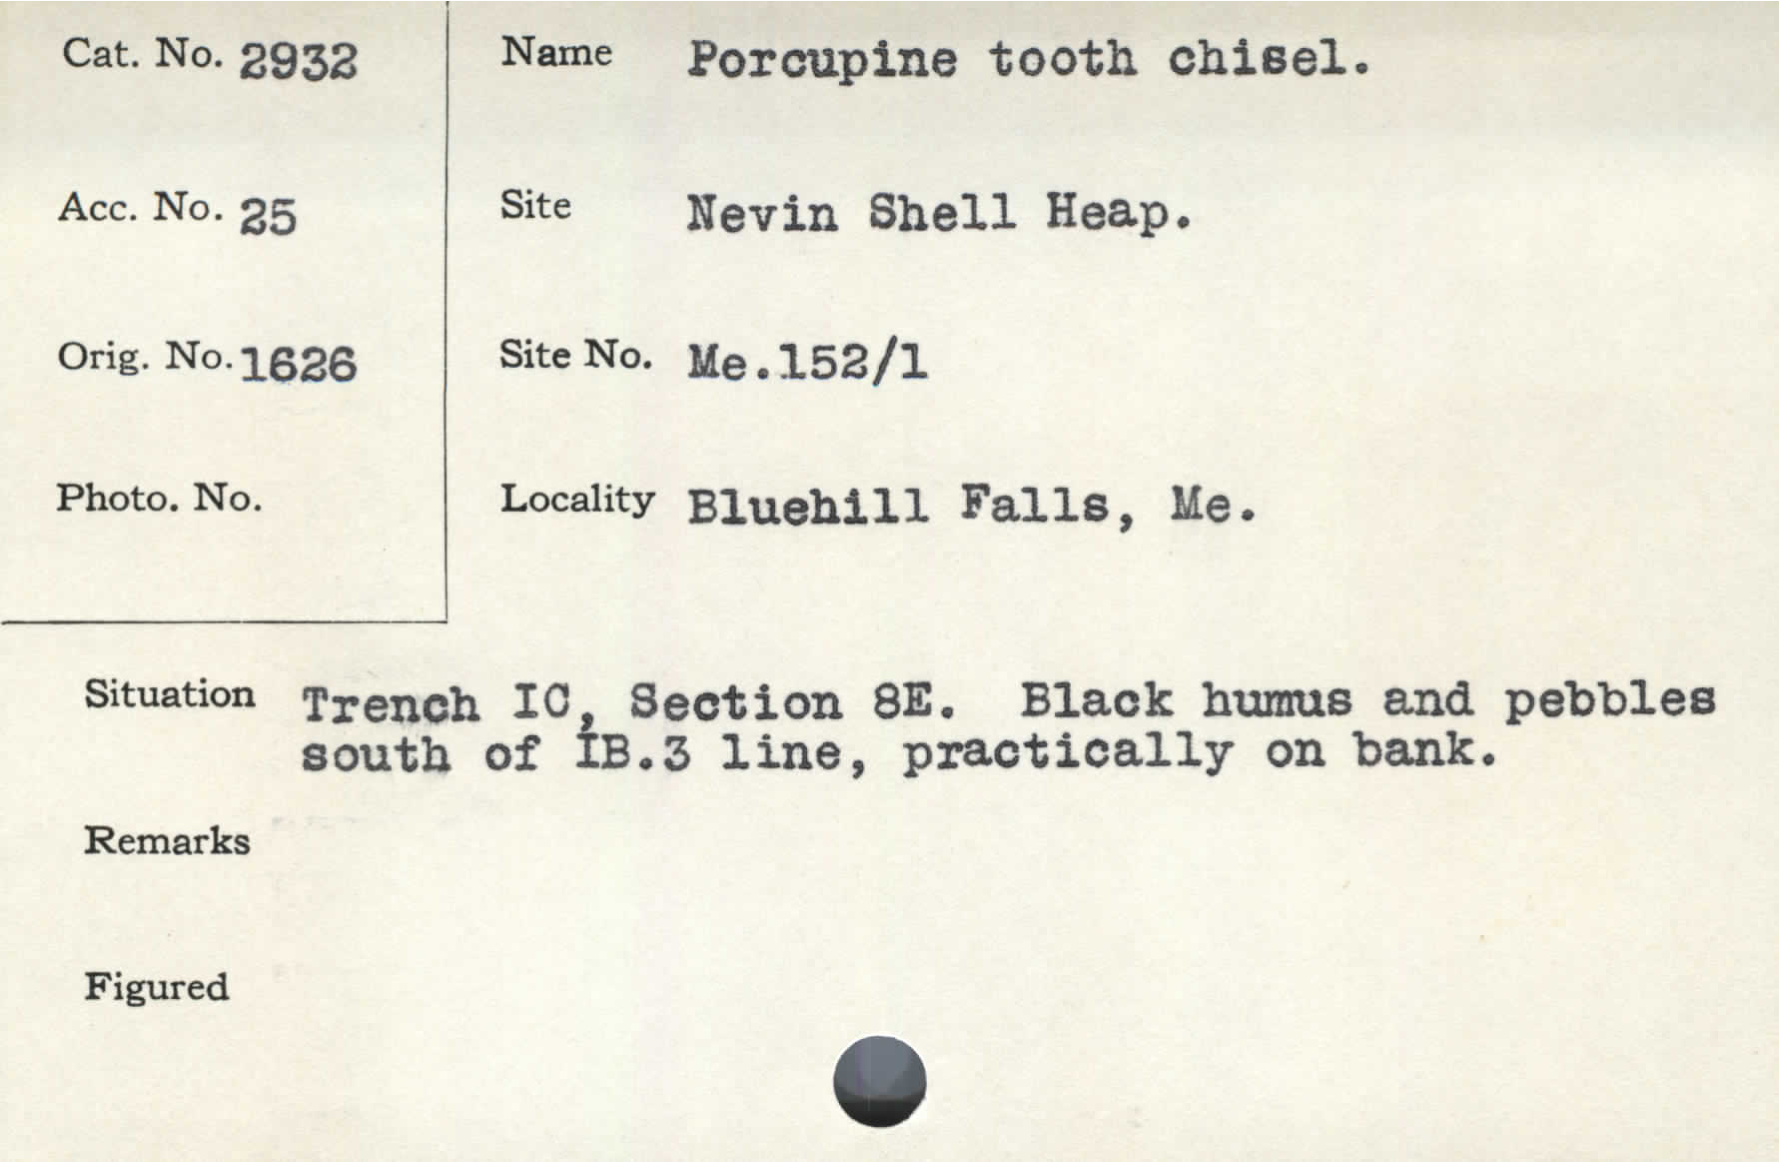 Cat. No. 2932
Name Porcupine tooth chisel.
Acc. No. 25
Site Nevin Shell Heap.
Orig. No. 1626
Site No. Me.152/1
Photo. No.
Locality Bluehill Falls, Me.
Situation Trench IC, Section 8E. Black humus and pebbles
south of IB.3 line, practically on bank.
Remarks
Figured